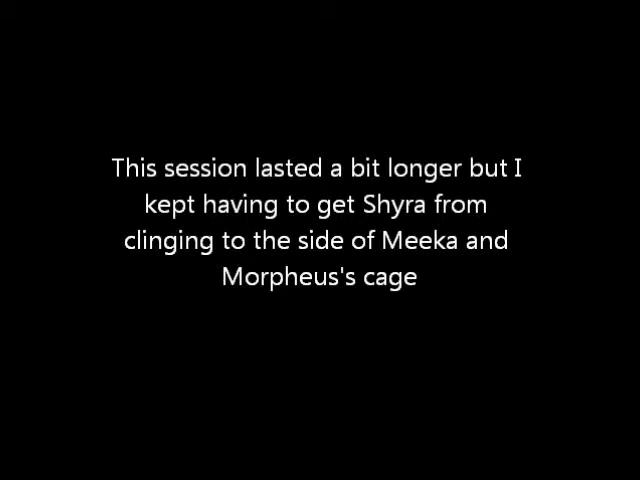 This session lasted a bit longer but I
kept having to get Shyra from
clinging to the side of Meeka and
Morpheus's cage